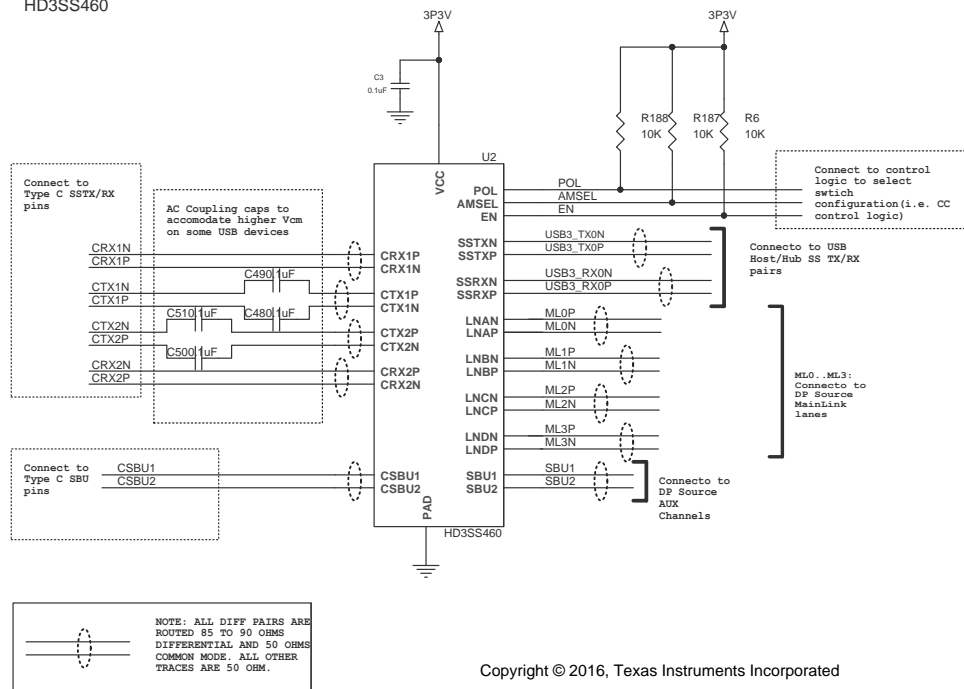 HD3SS460
3P3V
3P3V
C3
0.1uF
R188
10K
R187
10K
R6
10K
U2
VCC
Connect to
Type C SSTX/RX
pins
AC Coupling caps to
accomodate higher Vcm
on some USB devices
Connect to control
logic to select
swtich
configuration(i.e. CC
control logic)
POL
AMSEL
EN
POL
AMSEL
EN
CRX1N
CRX1P
CRX1P
CRX1N
SSTXN
SSTXP
USB3_TX0N
USB3_TX0P
Connecto to USB
Host/Hub SS TX/RX
pairs
CTX1N
CTX1P
C490.1uF
C480.1uF
CTX1P
CTX1N
SSRXN
SSRXP
USB3_RX0N
USB3_RX0P
CTX2N
CTX2P
C510.1uF
C500.1uF
CTX2P
CTX2N
LNAN
LNAP
ML0P
ML0N
CRX2N
CRX2P
CRX2P
CRX2N
LNBN
LNBP
ML1P
ML1N
LNCN
LNCP
ML2P
ML2N
ML0..ML3:
Connecto to
DP Source
MainLink
lanes
LNDN
LNDP
ML3P
ML3N
Connect to
Type C SBU
pins
CSBU1
CSBU2
CSBU1
CSBU2
SBU1
SBU2
SBU1
SBU2
Connecto to
DP Source
AUX
Channels
PAD
HD3SS460
NOTE: ALL DIFF PAIRS ARE
ROUTED 85 TO 90 OHMS
DIFFERENTIAL AND 50 OHMS
COMMON MODE. ALL OTHER
TRACES ARE 50 OHM.
Copyright © 2016, Texas Instruments Incorporated